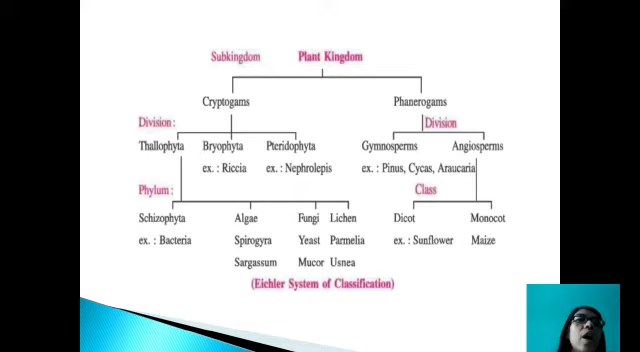 Subkingdom Plant Kingdom
Cryptogams Phanerogams
Division : Division
Thallophyta Bryophyta Pteridophyta Gymnosperms Angiosperms
ex. : Riccia ex. : Nephrolepis ex. : Pinus, Cycas, Araucaria
Phylum : Class
Schizophyta Algae Fungi Lichen Dicot Monocot
ex. : Bacteria Spirogyra Yeast Parmelia ex. : Sunflower Maize
Sargassum Mucor Usnea
(Eichler System of Classification)